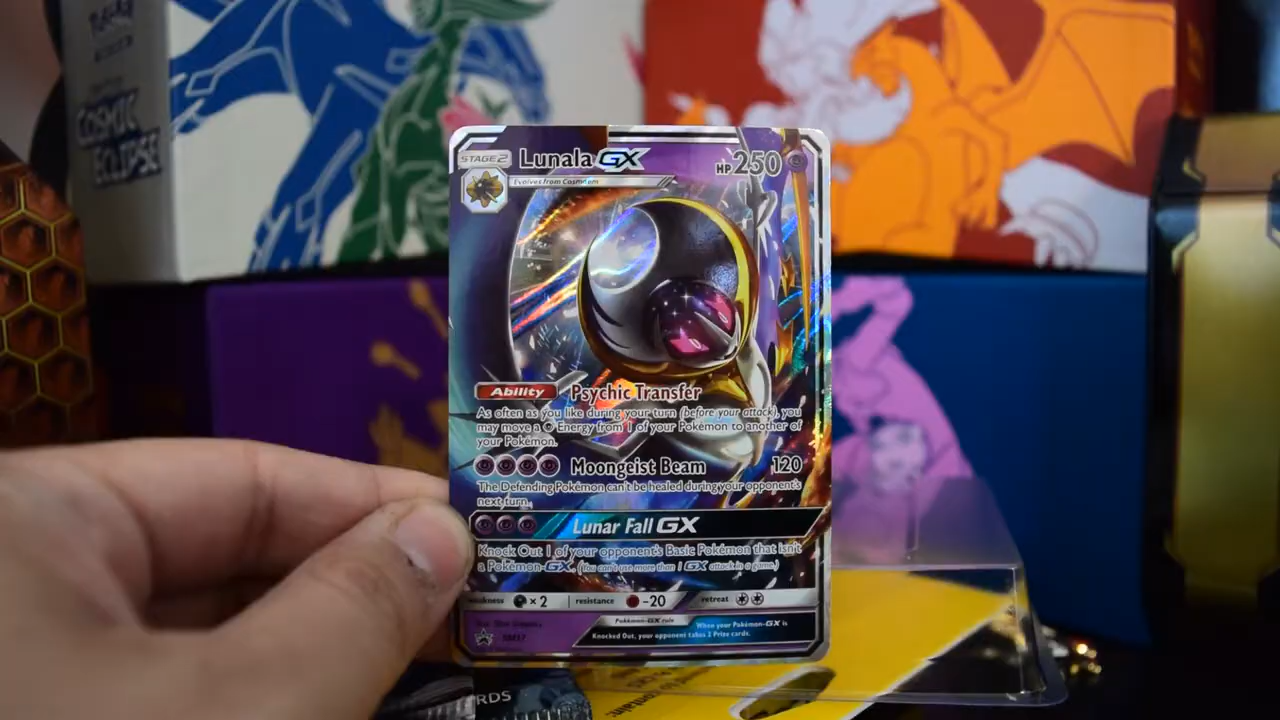 Pokémon
COSMIC
ECLIPSE
STAGE 2
Lunala GX
HP 250
Evolves from Cosmoem
Ability Psychic Transfer
As often as you like during your turn (before your attack), you
may move a Energy from 1 of your Pokémon to another of
your Pokémon.
Moongeist Beam 120
The Defending Pokémon can't be healed during your opponent's
next turn.
Lunar Fall GX
Knock Out 1 of your opponent's Basic Pokémon that isn't
a Pokémon-GX. (You can't use more than 1 GX attack in a game.)
weakness ×2 resistance -20 retreat
Pokémon-GX rule
When your Pokémon-GX is
Knocked Out, your opponent takes 2 Prize cards.
SM17
RDS